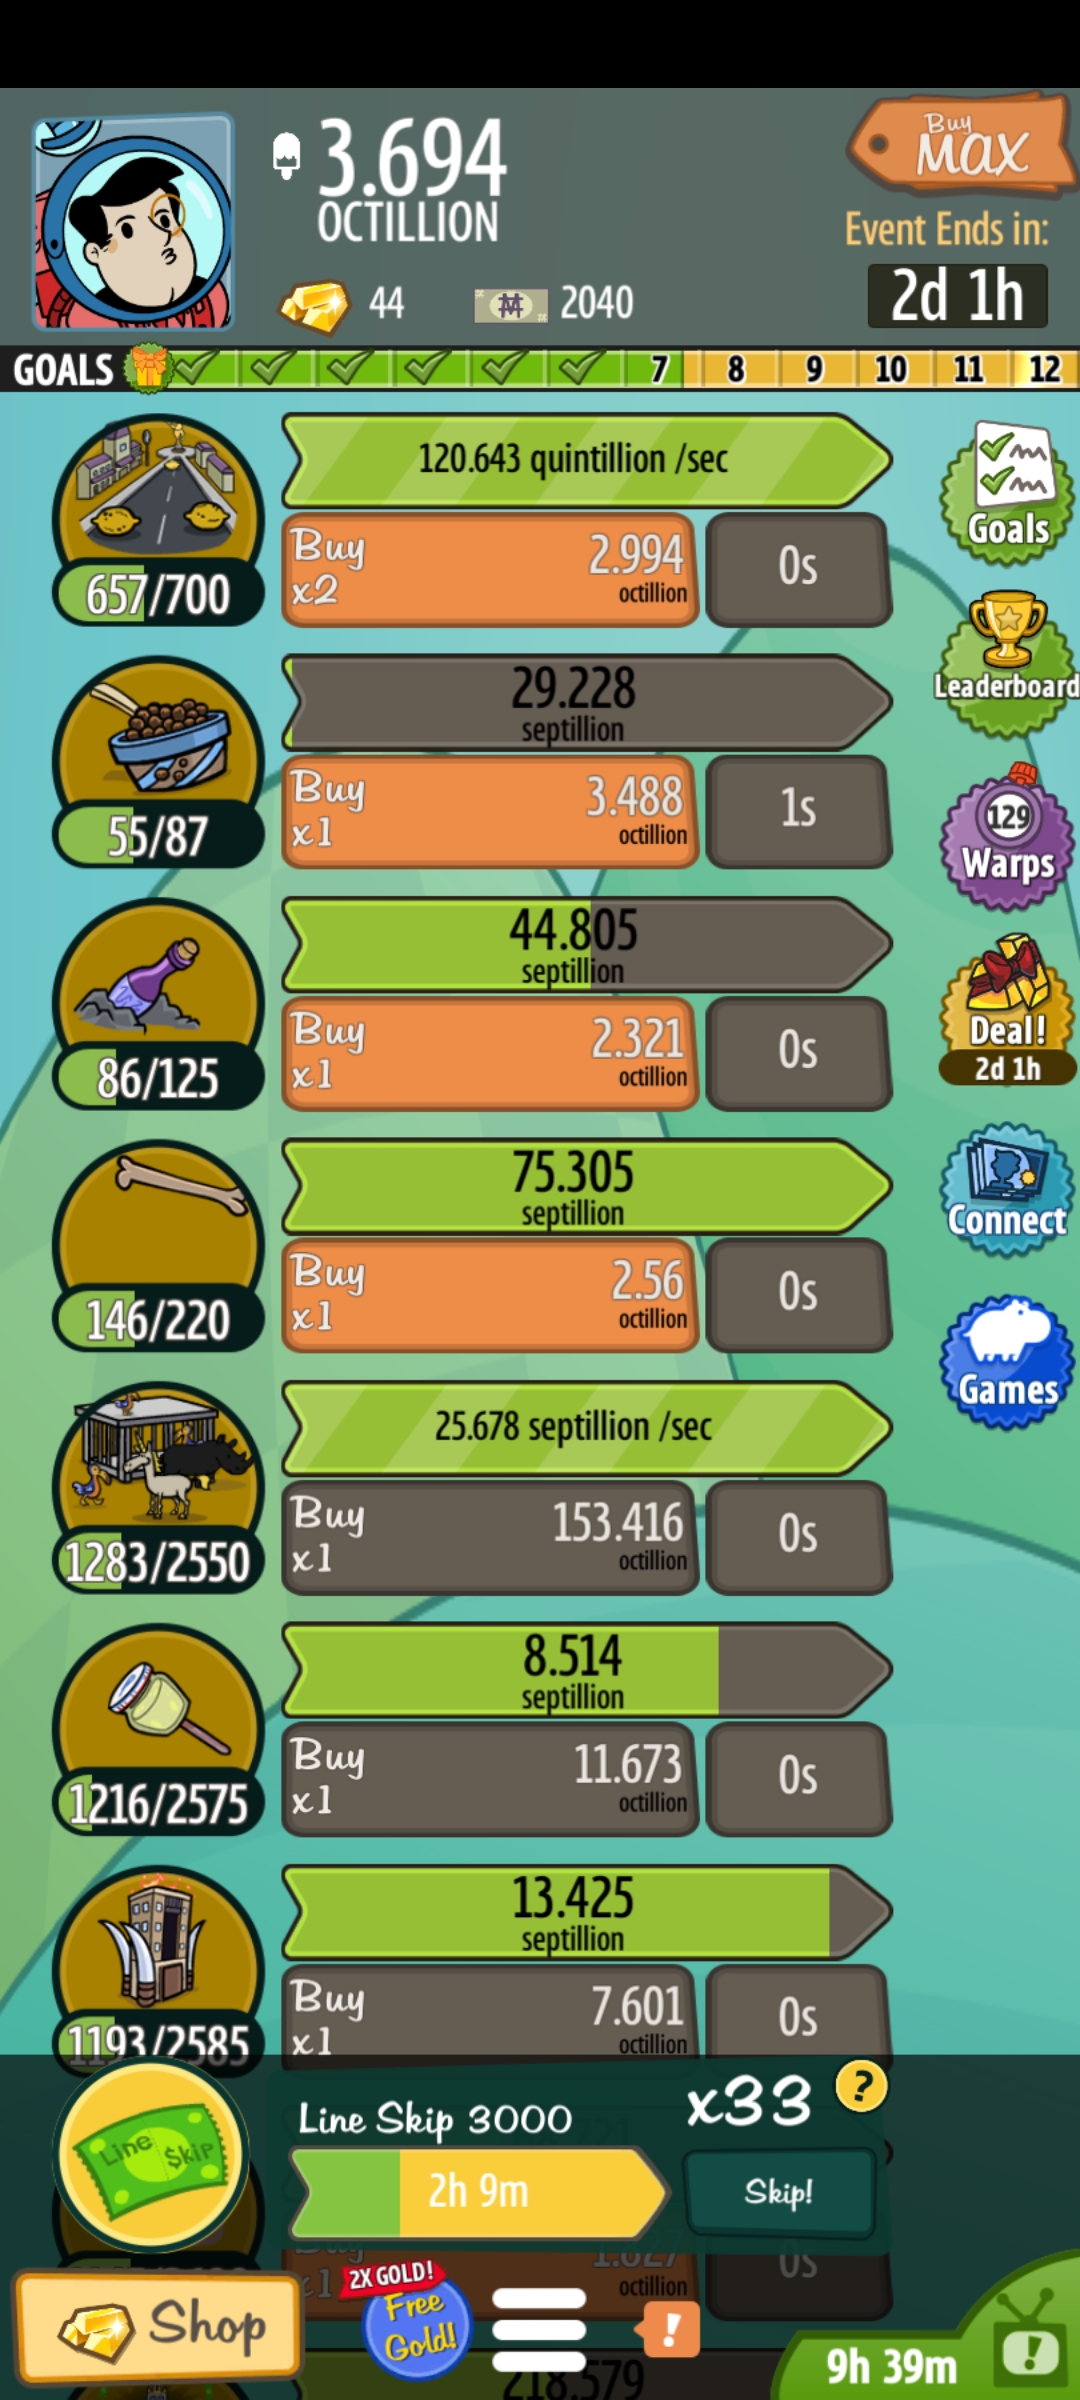 3.694
OCTILLION
44
2040
Buy
MAX
Event Ends in:
2d 1h
GOALS
7
8
9
10
11
12
120.643 quintillion /sec
Buy
x2
2.994
octillion
0s
657/700
Goals
29.228
septillion
Buy
x1
3.488
octillion
1s
55/87
Leaderboard
129
Warps
44.805
septillion
Buy
x1
2.321
octillion
0s
86/125
Deal!
2d 1h
75.305
septillion
Buy
x1
2.56
octillion
0s
146/220
Connect
Games
25.678 septillion /sec
Buy
x1
153.416
octillion
0s
1283/2550
8.514
septillion
Buy
x1
11.673
octillion
0s
1216/2575
13.425
septillion
Buy
x1
7.601
octillion
0s
1193/2585
Line Skip
Line Skip 3000
x33
?
2h 9m
Skip!
Buy
x1
1.827
octillion
0s
Shop
2X GOLD!
Free
Gold!
!
9h 39m
!
218.579